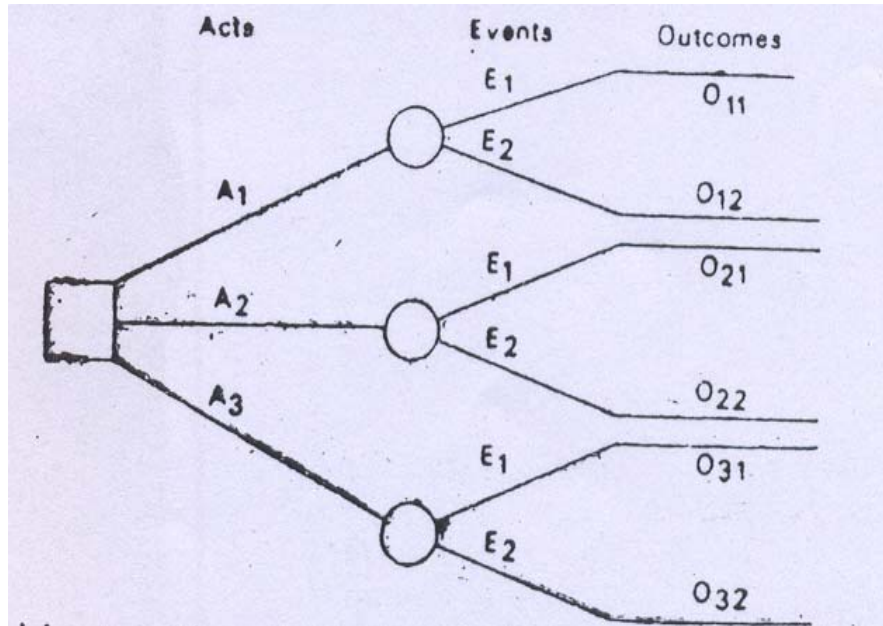 Acts Events Outcomes
E1
O11
E2
A1
O12
E1
O21
A2
E2
A3
O22
E1
O31
E2
O32